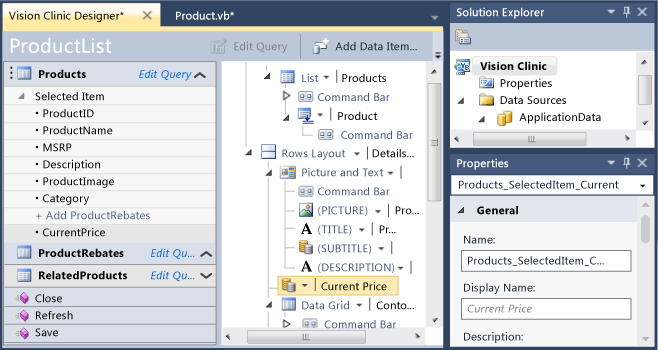 Vision Clinic Designer*
Product.vb*
ProductList
Edit Query
Add Data Item...
Products
Edit Query
Selected Item
• ProductID
• ProductName
• MSRP
• Description
• ProductImage
• Category
+ Add ProductRebates
• CurrentPrice
ProductRebates
Edit Qu...
RelatedProducts
Edit Qu...
Close
Refresh
Save
List | Products
Command Bar
| Product
Command Bar
Rows Layout | Details...
Picture and Text |
Command Bar
(PICTURE) | Pro...
A (TITLE) | Pr...
(SUBTITLE) |
A (DESCRIPTION) |
| Current Price
Data Grid | Conto...
Command Bar
Solution Explorer
Vision Clinic
Properties
Data Sources
ApplicationData
Properties
Products_SelectedItem_Current
General
Name:
Products_SelectedItem_C...
Display Name:
Current Price
Description: